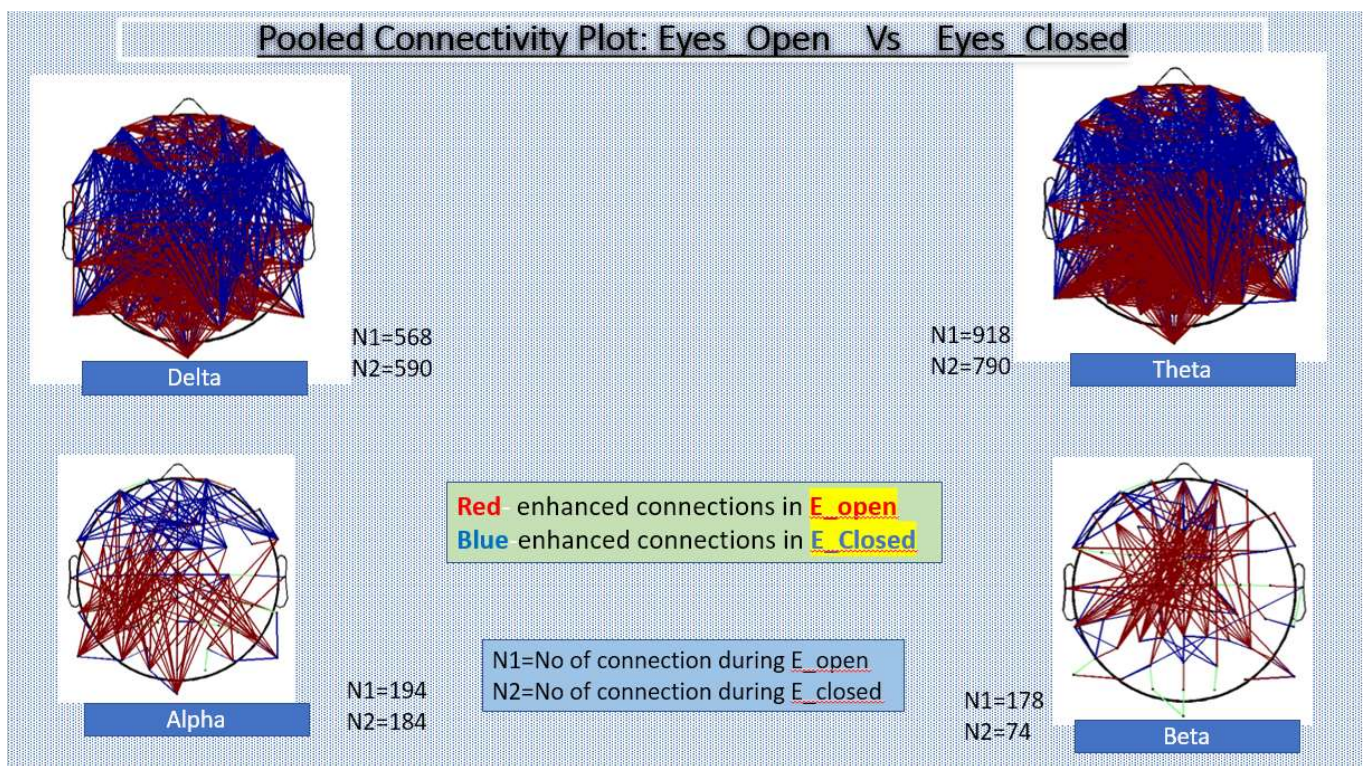 Pooled Connectivity Plot: Eyes_Open Vs Eyes_Closed
N1=568
N2=590
Delta
N1=918
N2=790
Theta
Red- enhanced connections in E_open
Blue-enhanced connections in E_Closed
N1=No of connection during E_open
N2=No of connection during E_closed
N1=194
N2=184
Alpha
N1=178
N2=74
Beta